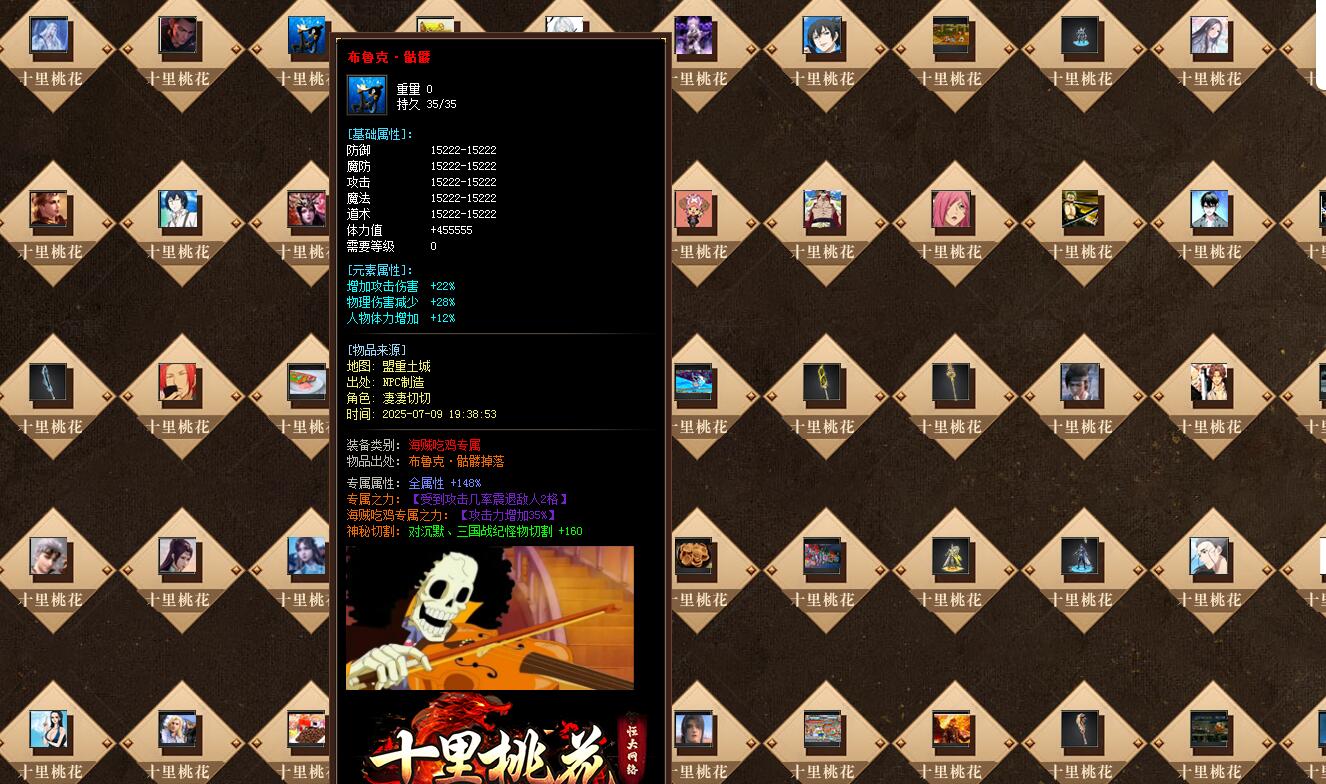 布鲁克·骷髅
重量 0
持久 35/35
[基础属性]:
防御 15222-15222
魔防 15222-15222
攻击 15222-15222
魔法 15222-15222
道术 15222-15222
体力值 +455555
需要等级 0
[元素属性]:
增加攻击伤害 +22%
物理伤害减少 +28%
人物体力增加 +12%
[物品来源]
地图: 盟重土城
出处: NPC制造
角色: 凄凄切切
时间: 2025-07-09 19:38:53
装备类别: 海贼吃鸡专属
物品出处: 布鲁克·骷髅掉落
专属属性: 全属性 +148%
专属之力: 【受到攻击几率震退敌人2格】
海贼吃鸡专属之力: 【攻击力增加35%】
神秘切割: 对沉默、三国战纪怪物切割 +160
十里桃花
恒大网络
十里桃花 十里桃花 十里桃 里桃花 十里桃花 十里桃花 十里桃花 十里桃花
十里桃花 十里桃花 十里桃 里桃花 十里桃花 十里桃花 十里桃花 十里桃花 十
十里桃花 十里桃花 十里桃 里桃花 十里桃花 十里桃花 十里桃花 十里桃花 十
十里桃花 十里桃花 十里桃 里桃花 十里桃花 十里桃花 十里桃花 十里桃花 十
十里桃花 十里桃花 十里桃 里桃花 十里桃花 十里桃花 十里桃花 十里桃花 十